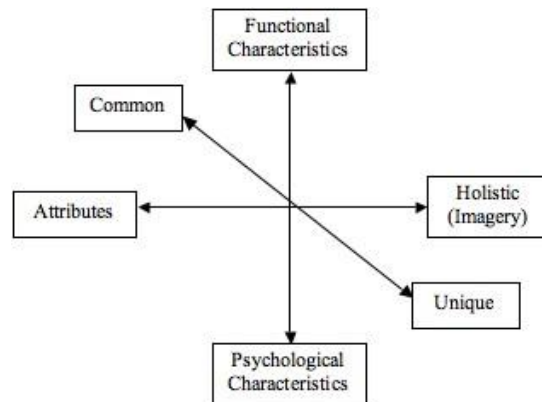 Functional
Characteristics
Common
Attributes
Holistic
(Imagery)
Unique
Psychological
Characteristics